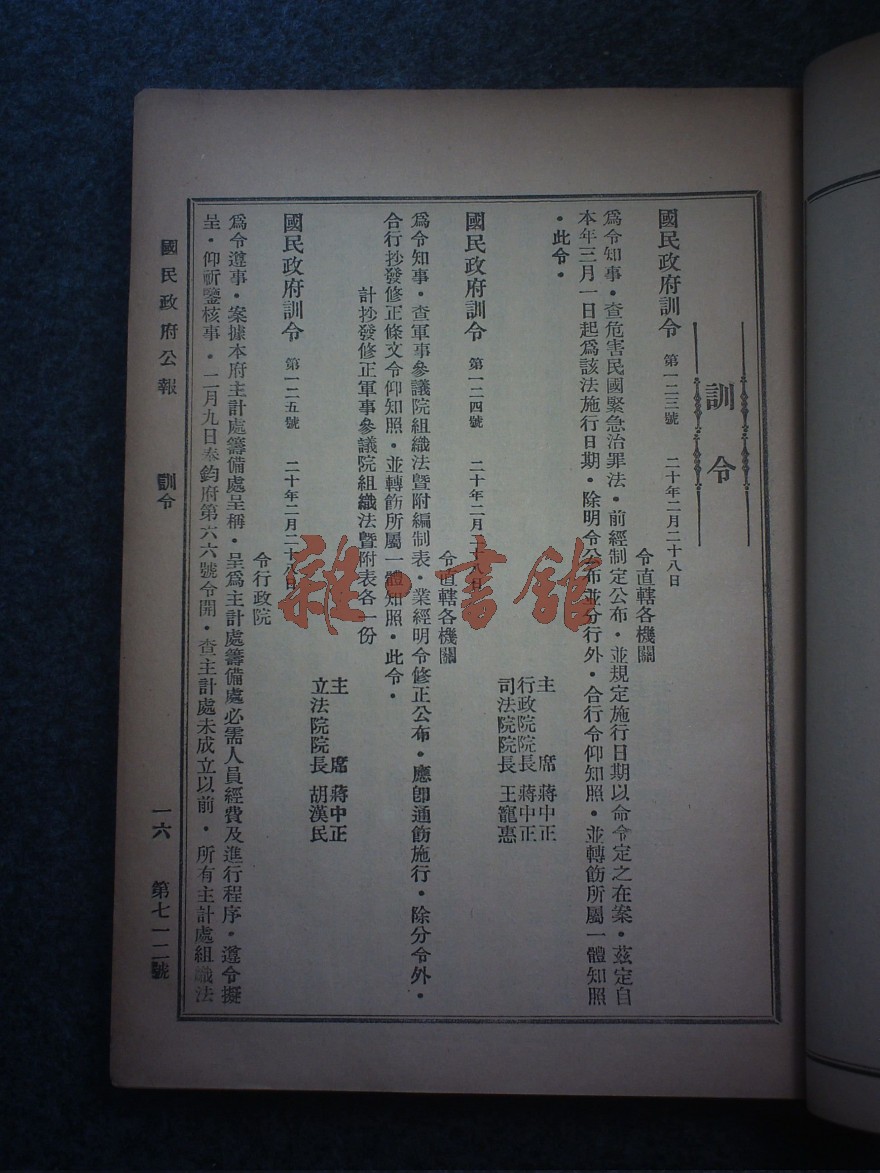 訓令
國民政府訓令 第一二三號 二十年二月二十八日
令直轄各機關
為令知事・查危害民國緊急治罪法・前經制定公布・並規定施行日期以命令定之在案・茲定自
本年三月一日起為該法施行日期・除明令公布並分行外・合行令仰知照・並轉飭所屬一體知照
・此令・
主 席 蔣中正
行政院院長 蔣中正
司法院院長 王寵惠
國民政府訓令 第一二四號 二十年二月二十八日
令直轄各機關
為令知事・查軍事參議院組織法暨附編制表・業經明令修正公布・應卽通飭施行・除分令外・
合行抄發修正條文令仰知照・並轉飭所屬一體知照・此令・
計抄發修正軍事參議院組織法暨附表各一份
主 席 蔣中正
立法院院長 胡漢民
國民政府訓令 第一二五號 二十年二月二十八日
令行政院
為令遵事・案據本府主計處籌備處呈稱・呈為主計處籌備處必需人員經費及進行程序・遵令擬
呈・仰祈鑒核事・二月九日奉鈞府第六六號令開・查主計處未成立以前・所有主計處組織法
國民政府公報 訓令 一六 第七一二號
雜・書館